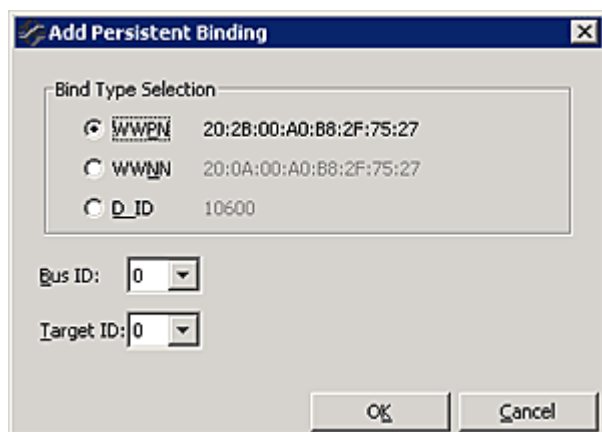 Add Persistent Binding
Bind Type Selection
WWPN 20:2B:00:A0:B8:2F:75:27
WWNN 20:0A:00:A0:B8:2F:75:27
D_ID 10600
Bus ID: 0
Target ID: 0
OK Cancel